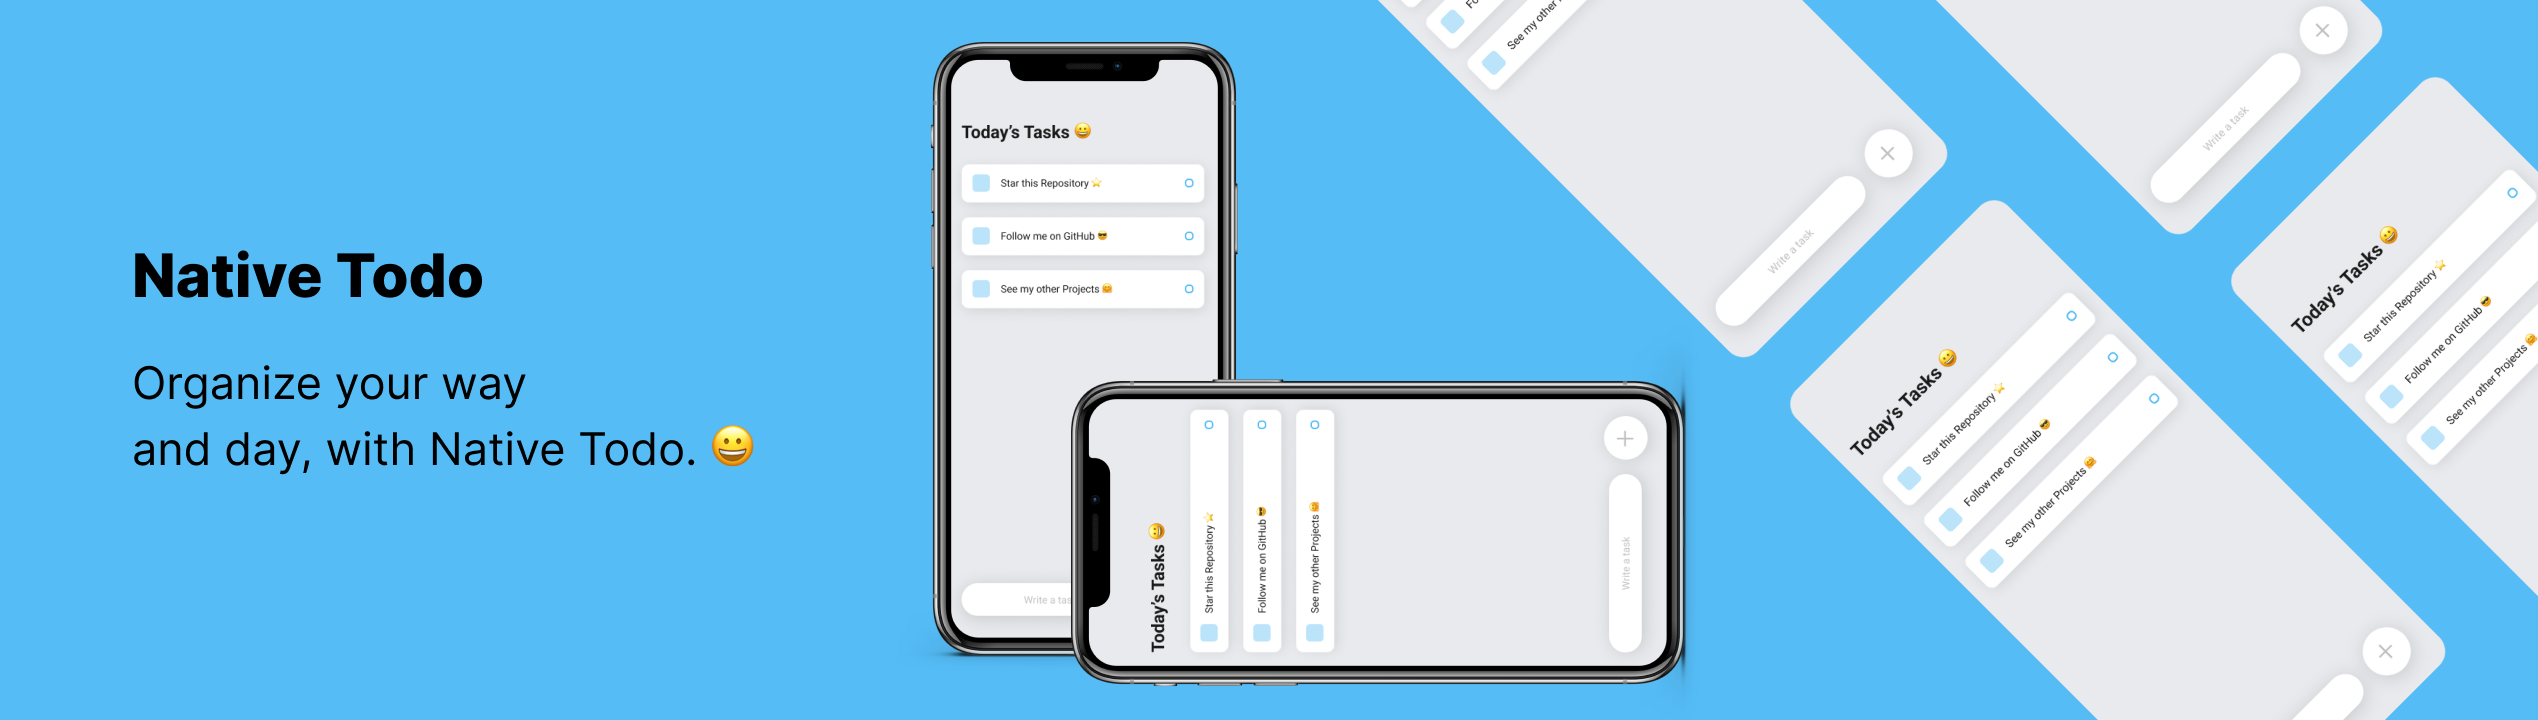 Native Todo
Organize your way
and day, with Native Todo. 😀
Today's Tasks 😀
Star this Repository ⭐
Follow me on GitHub 😎
See my other Projects 🤗
Write a tas
Today's Tasks 😀
Star this Repository ⭐
Follow me on GitHub 😎
See my other Projects 🤗
Write a task
See my other
Write a task
Write a task
Today's Tasks 😀
Star this Repository ⭐
Follow me on GitHub 😎
See my other Projects 🤗
Today's Tasks 😀
Star this Repository ⭐
Follow me on GitHub 😎
See my other Projects 🤗